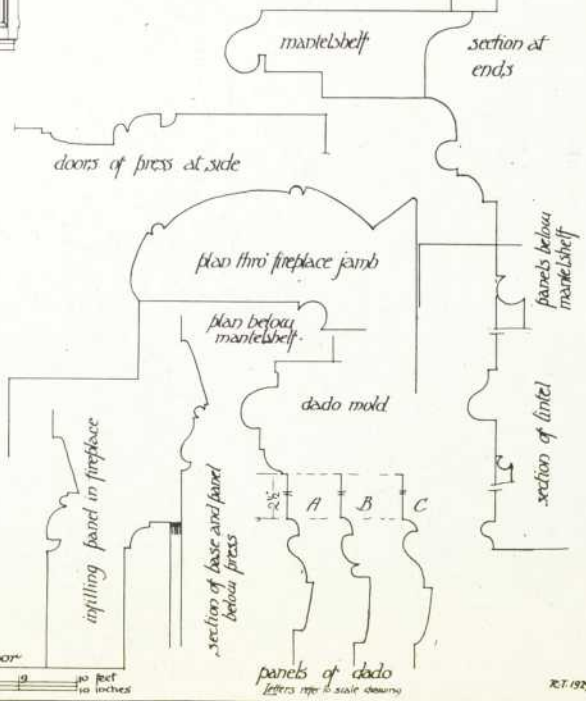 mantelshelf
section at
ends
doors of press at side
plan thro' fireplace jamb
plan below
mantelshelf.
panels below
mantelshelf
dado mold
section of lintel
infilling panel in fireplace
section of base and panel
below press
2½
A
B
C
panels of dado
Letters refer to scale drawing
9
10 feet
10 inches